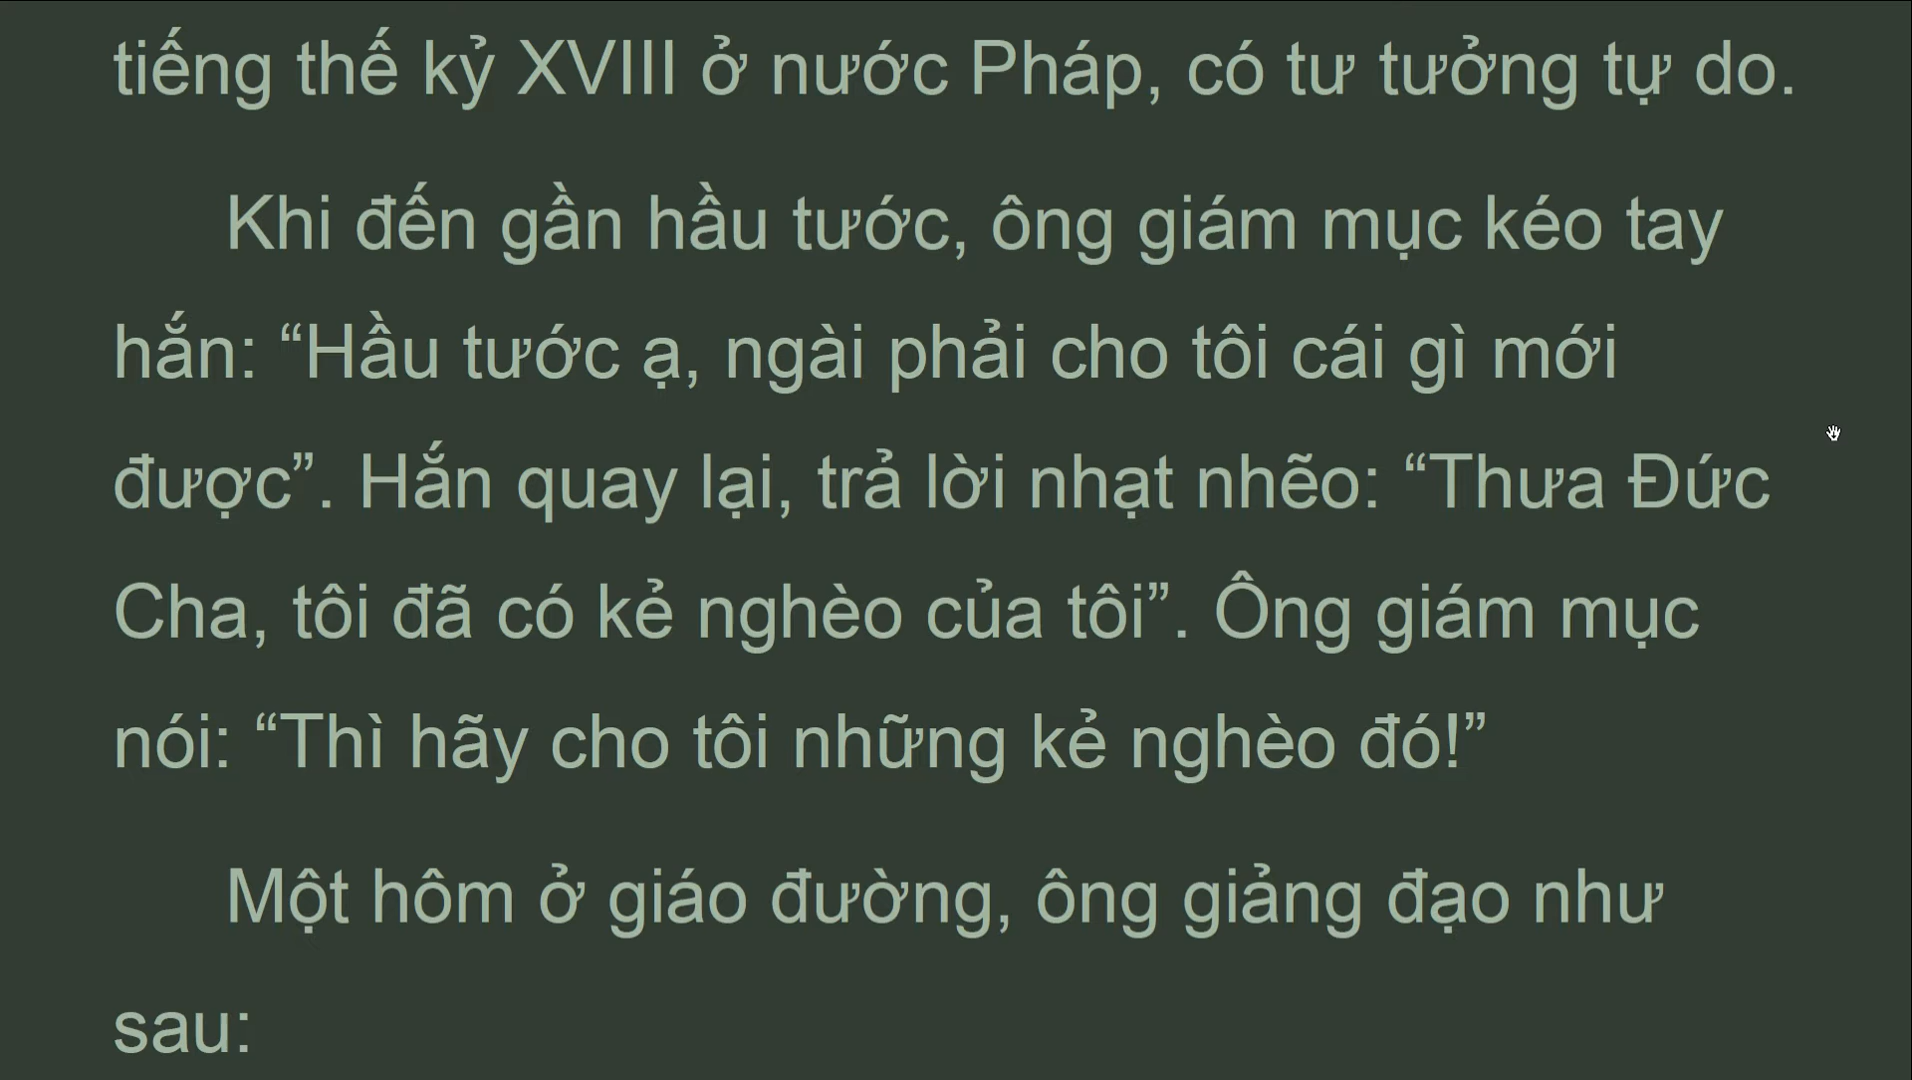 tiếng thế kỷ XVIII ở nước Pháp, có tư tưởng tự do.
Khi đến gần hầu tước, ông giám mục kéo tay
hắn: “Hầu tước ạ, ngài phải cho tôi cái gì mới
được”. Hắn quay lại, trả lời nhạt nhẽo: “Thưa Đức
Cha, tôi đã có kẻ nghèo của tôi”. Ông giám mục
nói: “Thì hãy cho tôi những kẻ nghèo đó!”
Một hôm ở giáo đường, ông giảng đạo như
sau: